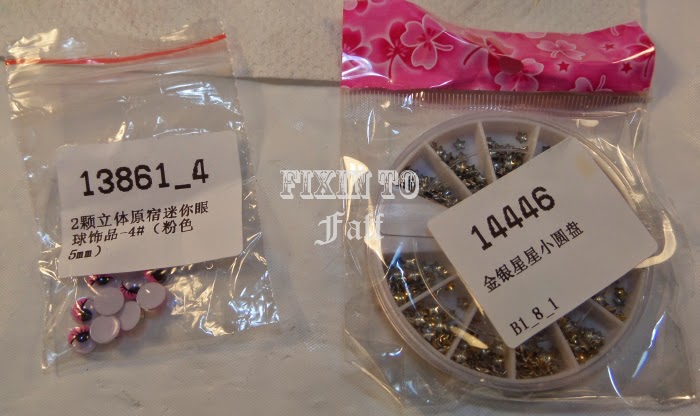 13861_4
2颗立体原宿迷你眼
球饰品-4#（粉色
5mm）
FIXIN TO
Faff
14446
金银星星小圆盘
B1_8_1